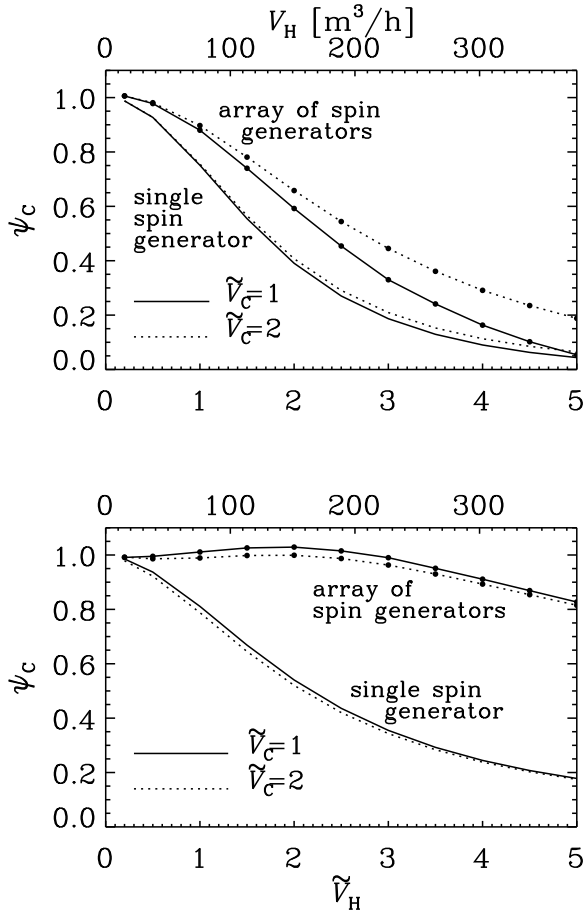 V_H [m³/h]
0 100 200 300
1.0
array of spin
generators
0.8
single
spin
generator
0.6
ψ_C
0.4
Ṽ_C=1
Ṽ_C=2
0.2
0.0
0 1 2 3 4 5
0 100 200 300
1.0
array of
spin generators
0.8
ψ_C
0.6
single spin
generator
0.4
Ṽ_C=1
Ṽ_C=2
0.2
0.0
0 1 2 3 4 5
Ṽ_H